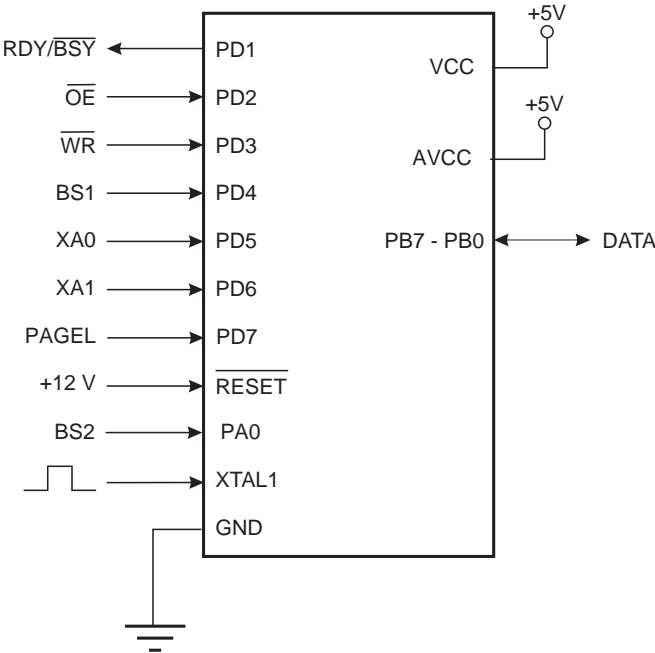 +5V
RDY/BSY PD1
VCC
OE PD2
+5V
WR PD3
AVCC
BS1 PD4
XA0 PD5 PB7 - PB0 DATA
XA1 PD6
PAGEL PD7
+12 V RESET
BS2 PA0
XTAL1
GND